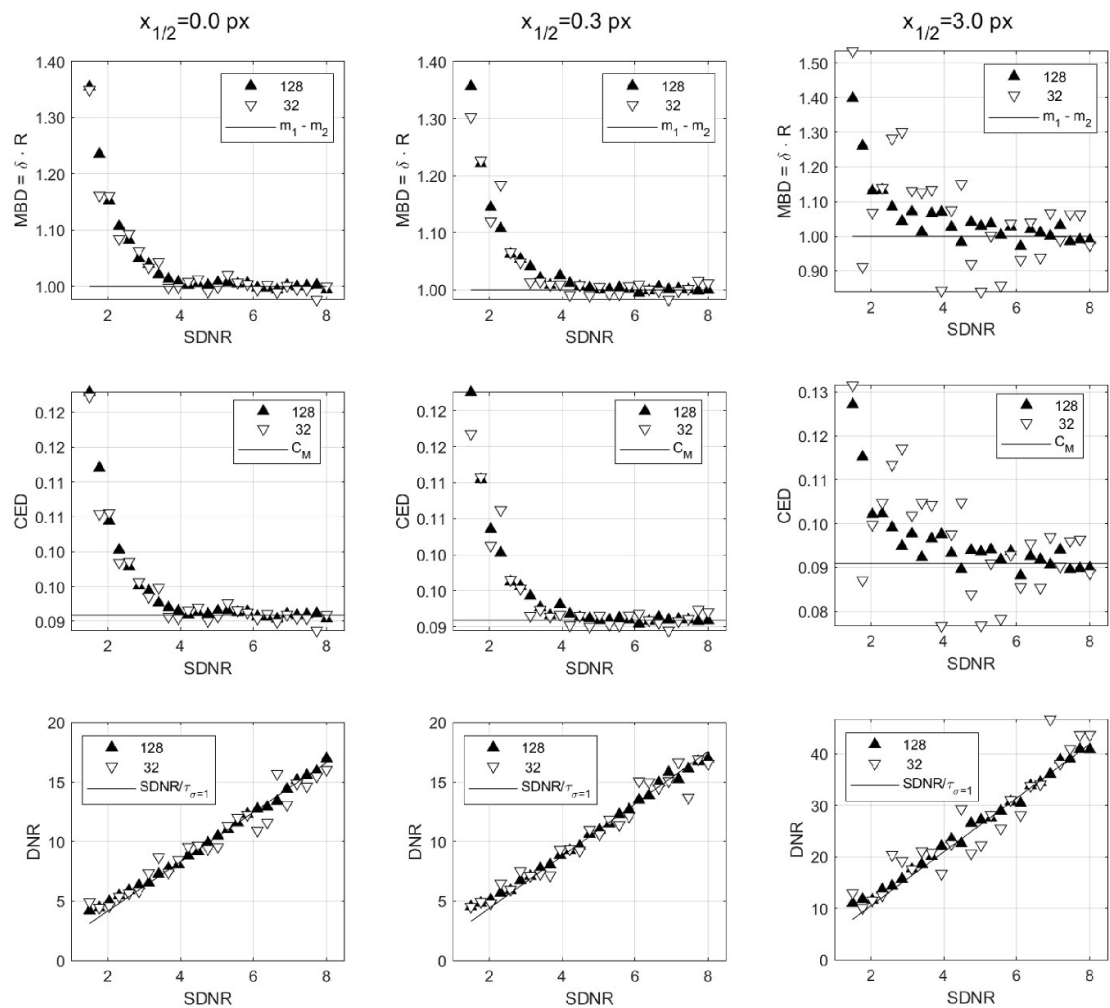 x1/2=0.0 px
x1/2=0.3 px
x1/2=3.0 px
1.40
1.30
1.20
1.10
1.00
MBD = δ · R
128
32
m1 - m2
2 4 6 8
SDNR
1.40
1.30
1.20
1.10
1.00
MBD = δ · R
128
32
m1 - m2
2 4 6 8
SDNR
1.50
1.40
1.30
1.20
1.10
1.00
0.90
MBD = δ · R
128
32
m1 - m2
2 4 6 8
SDNR
0.12
0.11
0.11
0.10
0.10
0.09
CED
128
32
CM
2 4 6 8
SDNR
0.12
0.11
0.11
0.10
0.10
0.09
CED
128
32
CM
2 4 6 8
SDNR
0.13
0.12
0.11
0.10
0.09
0.08
CED
128
32
CM
2 4 6 8
SDNR
20
15
10
5
0
DNR
128
32
SDNR/τσ=1
2 4 6 8
SDNR
20
15
10
5
0
DNR
128
32
SDNR/τσ=1
2 4 6 8
SDNR
40
30
20
10
0
DNR
128
32
SDNR/τσ=1
2 4 6 8
SDNR